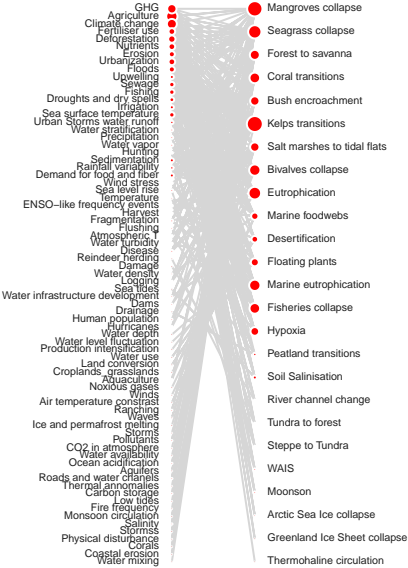 GHG
Agriculture
Climate change
Fertiliser use
Deforestation
Nutrients
Erosion
Urbanization
Floods
Upwelling
Sewage
Fishing
Droughts and dry spells
Irrigation
Sea surface temperature
Urban Storms water runoff
Water stratification
Precipitation
Water vapor
Hunting
Sedimentation
Rainfall variability
Demand for food and fiber
Wind stress
Sea level rise
Temperature
ENSO−like frequency events
Harvest
Fragmentation
Flushing
Atmospheric T
Water turbidity
Disease
Reindeer herding
Damage
Water density
Logging
Sea tides
Water infrastructure development
Dams
Drainage
Human population
Hurricanes
Water depth
Water level fluctuation
Production intensification
Water use
Land conversion
Croplands_grasslands
Aquaculture
Noxious gases
Winds
Air temperature constrast
Ranching
Waves
Ice and permafrost melting
Storms
Pollutants
CO2 in atmosphere
Water availability
Ocean acidification
Aquifers
Roads and water chanels
Thermal annomalies
Carbon storage
Low tides
Fire frequency
Monsoon circulation
Salinity
Stormss
Physical disturbance
Corals
Coastal erosion
Water mixing
Mangroves collapse
Seagrass collapse
Forest to savanna
Coral transitions
Bush encroachment
Kelps transitions
Salt marshes to tidal flats
Bivalves collapse
Eutrophication
Marine foodwebs
Desertification
Floating plants
Marine eutrophication
Fisheries collapse
Hypoxia
Peatland transitions
Soil Salinisation
River channel change
Tundra to forest
Steppe to Tundra
WAIS
Moonson
Arctic Sea Ice collapse
Greenland Ice Sheet collapse
Thermohaline circulation